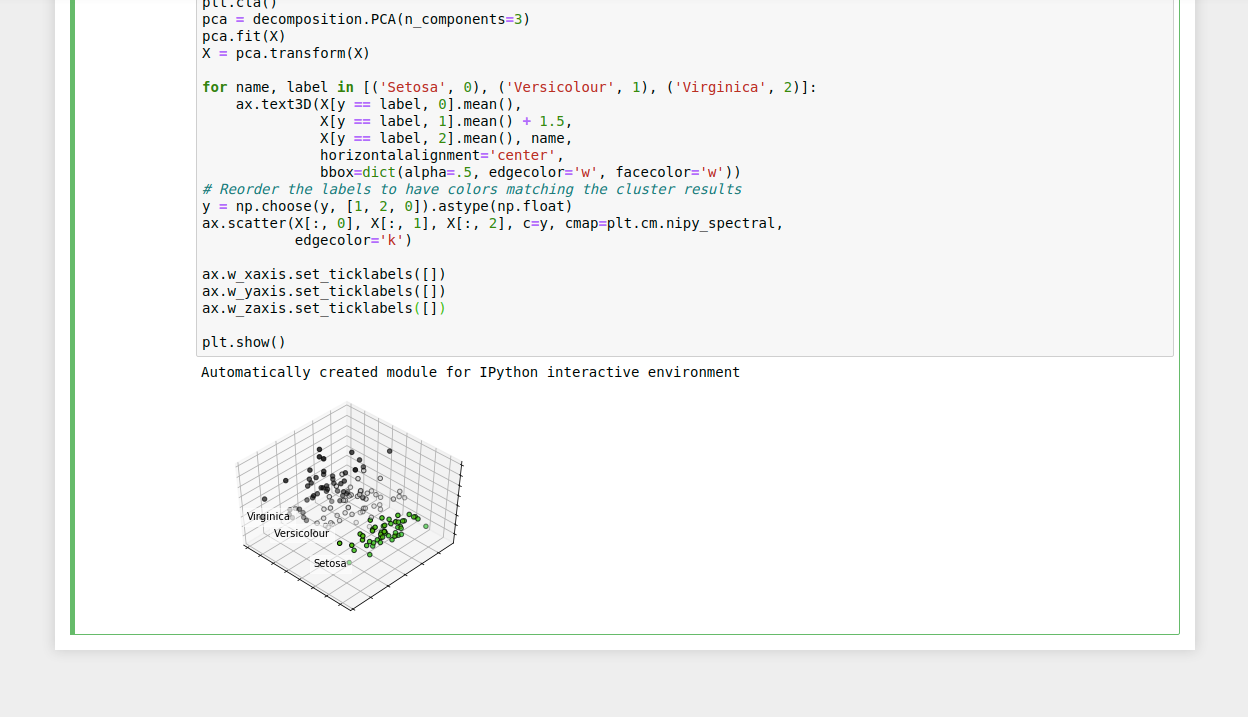 plt.cla()
pca = decomposition.PCA(n_components=3)
pca.fit(X)
X = pca.transform(X)
for name, label in [('Setosa', 0), ('Versicolour', 1), ('Virginica', 2)]:
    ax.text3D(X[y == label, 0].mean(),
              X[y == label, 1].mean() + 1.5,
              X[y == label, 2].mean(), name,
              horizontalalignment='center',
              bbox=dict(alpha=.5, edgecolor='w', facecolor='w'))
# Reorder the labels to have colors matching the cluster results
y = np.choose(y, [1, 2, 0]).astype(np.float)
ax.scatter(X[:, 0], X[:, 1], X[:, 2], c=y, cmap=plt.cm.nipy_spectral,
           edgecolor='k')
ax.w_xaxis.set_ticklabels([])
ax.w_yaxis.set_ticklabels([])
ax.w_zaxis.set_ticklabels([])
plt.show()
Automatically created module for IPython interactive environment
Virginica
Versicolour
Setosa